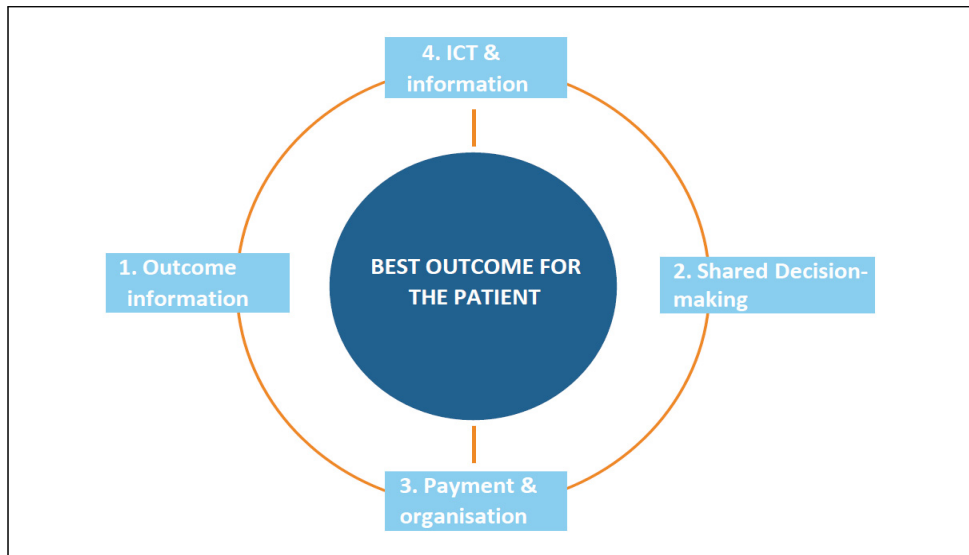 4. ICT &
information
1. Outcome
information
BEST OUTCOME FOR
THE PATIENT
2. Shared Decision-
making
3. Payment &
organisation